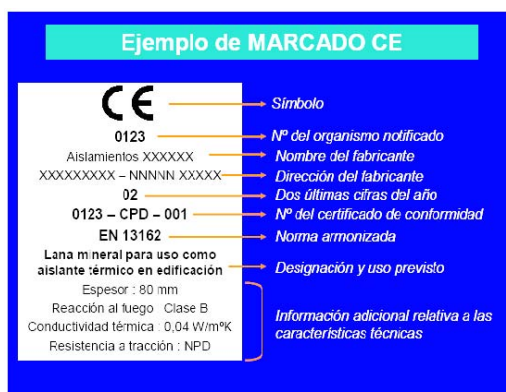 Ejemplo de MARCADO CE
CE
Símbolo
0123
Nº del organismo notificado
Aislamientos XXXXXX
Nombre del fabricante
XXXXXXXXX – NNNNN XXXXX
Dirección del fabricante
02
Dos últimas cifras del año
0123 – CPD – 001
Nº del certificado de conformidad
EN 13162
Norma armonizada
Lana mineral para uso como
aislante térmico en edificación
Designación y uso previsto
Espesor : 80 mm
Reacción al fuego Clase B
Conductividad térmica : 0,04 W/mºK
Resistencia a tracción : NPD
Información adicional relativa a las
características técnicas